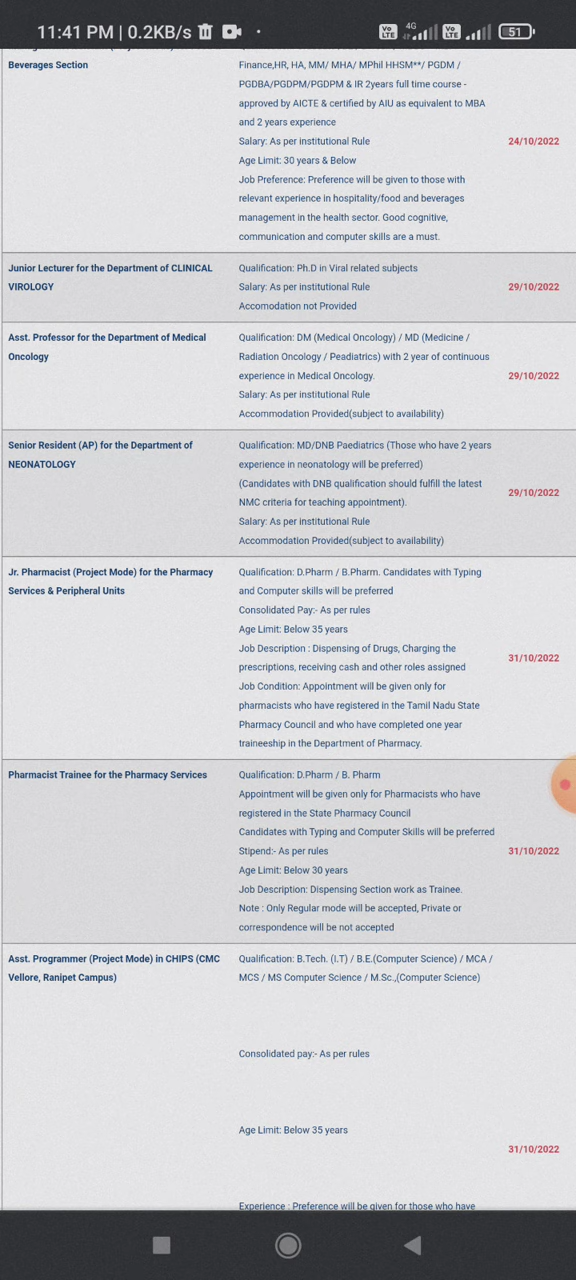 11:41 PM | 0.2KB/s
Vo LTE 4G Vo LTE 51
Beverages Section
Finance,HR, HA, MM/ MHA/ MPhil HHSM**/ PGDM /
PGDBA/PGDPM/PGDPM & IR 2years full time course -
approved by AICTE & certified by AIU as equivalent to MBA
and 2 years experience
Salary: As per institutional Rule
Age Limit: 30 years & Below
Job Preference: Preference will be given to those with
relevant experience in hospitality/food and beverages
management in the health sector. Good cognitive,
communication and computer skills are a must.
24/10/2022
Junior Lecturer for the Department of CLINICAL
VIROLOGY
Qualification: Ph.D in Viral related subjects
Salary: As per institutional Rule
Accomodation not Provided
29/10/2022
Asst. Professor for the Department of Medical
Oncology
Qualification: DM (Medical Oncology) / MD (Medicine /
Radiation Oncology / Peadiatrics) with 2 year of continuous
experience in Medical Oncology.
Salary: As per institutional Rule
Accommodation Provided(subject to availability)
29/10/2022
Senior Resident (AP) for the Department of
NEONATOLOGY
Qualification: MD/DNB Paediatrics (Those who have 2 years
experience in neonatology will be preferred)
(Candidates with DNB qualification should fulfill the latest
NMC criteria for teaching appointment).
Salary: As per institutional Rule
Accommodation Provided(subject to availability)
29/10/2022
Jr. Pharmacist (Project Mode) for the Pharmacy
Services & Peripheral Units
Qualification: D.Pharm / B.Pharm. Candidates with Typing
and Computer skills will be preferred
Consolidated Pay:- As per rules
Age Limit: Below 35 years
Job Description : Dispensing of Drugs, Charging the
prescriptions, receiving cash and other roles assigned
Job Condition: Appointment will be given only for
pharmacists who have registered in the Tamil Nadu State
Pharmacy Council and who have completed one year
traineeship in the Department of Pharmacy.
31/10/2022
Pharmacist Trainee for the Pharmacy Services
Qualification: D.Pharm / B. Pharm
Appointment will be given only for Pharmacists who have
registered in the State Pharmacy Council
Candidates with Typing and Computer Skills will be preferred
Stipend:- As per rules
Age Limit: Below 30 years
Job Description: Dispensing Section work as Trainee.
Note : Only Regular mode will be accepted, Private or
correspondence will be not accepted
31/10/2022
Asst. Programmer (Project Mode) in CHIPS (CMC
Vellore, Ranipet Campus)
Qualification: B.Tech. (I.T) / B.E.(Computer Science) / MCA /
MCS / MS Computer Science / M.Sc.,(Computer Science)
Consolidated pay:- As per rules
Age Limit: Below 35 years
31/10/2022
Experience : Preference will be given for those who have